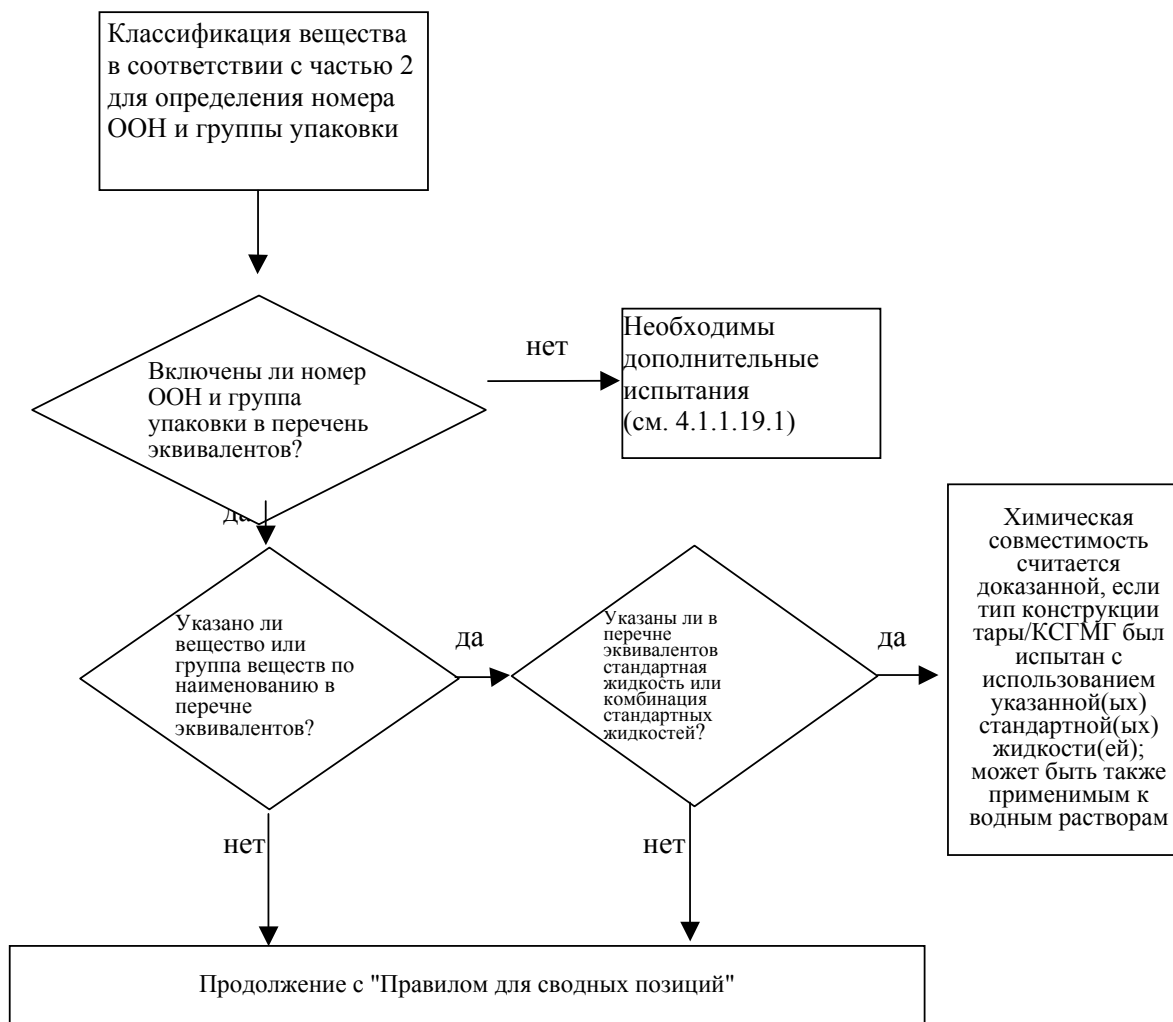 Классификация вещества
в соответствии с частью 2
для определения номера
ООН и группы упаковки
Включены ли номер
ООН и группа
упаковки в перечень
эквивалентов?
нет
Необходимы
дополнительные
испытания
(см. 4.1.1.19.1)
да
Указано ли
вещество или
группа веществ по
наименованию в
перечне
эквивалентов?
да
Указаны ли в
перечне
эквивалентов
стандартная
жидкость или
комбинация
стандартных
жидкостей?
да
Химическая
совместимость
считается
доказанной, если
тип конструкции
тары/КСГМГ был
испытан с
использованием
указанной(ых)
стандартной(ых)
жидкости(ей);
может быть также
применимым к
водным растворам
нет
нет
Продолжение с "Правилом для сводных позиций"